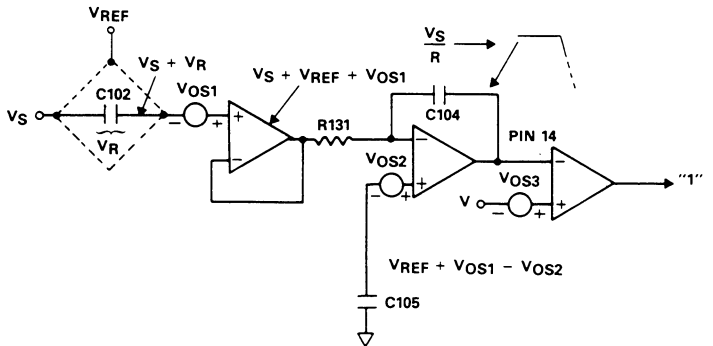 VREF
VS + VR
C102
VOS1
VS + VREF + VOS1
VS
R
VS
VR
− +
+
−
R131
C104
PIN 14
VOS2
− +
−
+
VOS3
V
− +
−
+
"1"
VREF + VOS1 − VOS2
C105